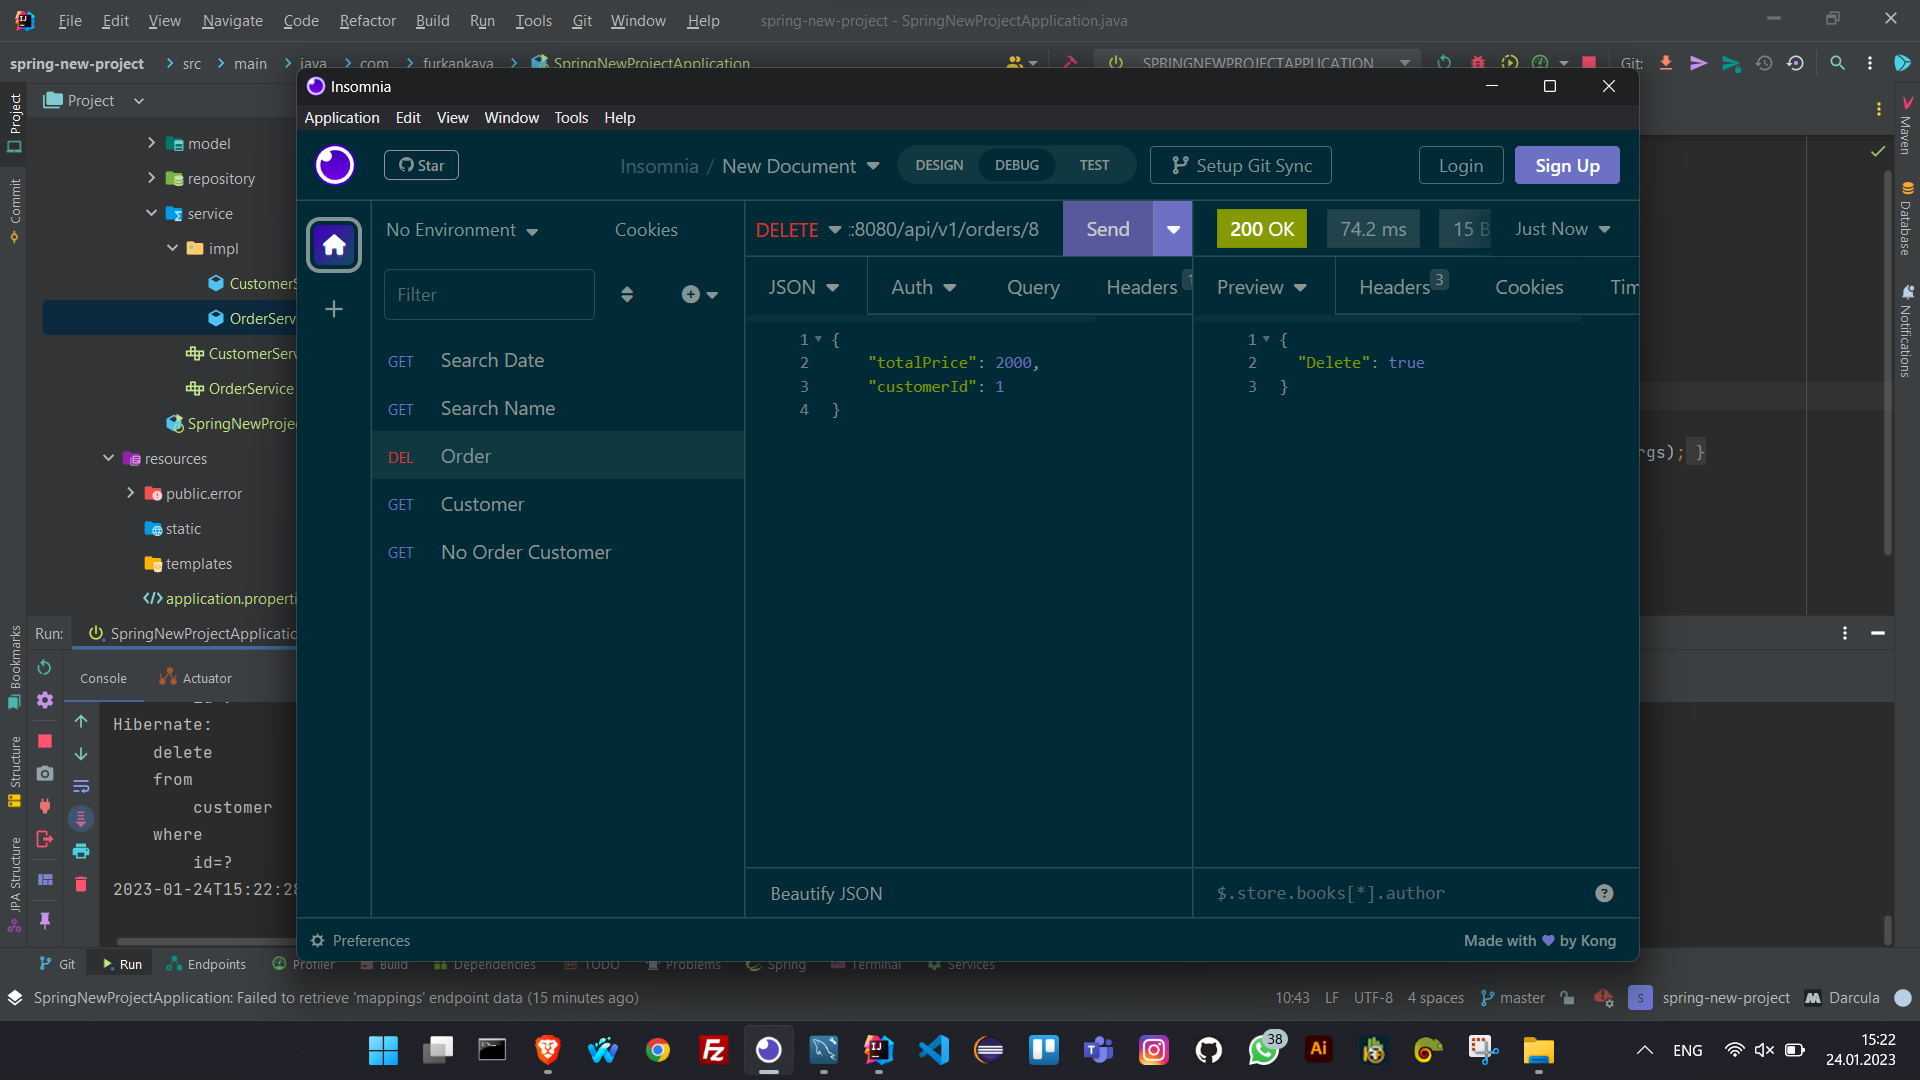 File Edit View Navigate Code Refactor Build Run Tools Git Window Help spring-new-project - SpringNewProjectApplication.java
spring-new-project src main java com furkankaya SpringNewProjectApplication SPRINGNEWPROJECTAPPLICATION Git:
Project
Project
Commit
Bookmarks
Structure
JPA Structure
model
repository
service
impl
CustomerS
OrderServ
CustomerServ
OrderService
SpringNewProje
resources
public.error
static
templates
application.properti
Insomnia
Application Edit View Window Tools Help
Star Insomnia / New Document DESIGN DEBUG TEST Setup Git Sync Login Sign Up
No Environment Cookies
Filter
GET Search Date
GET Search Name
DEL Order
GET Customer
GET No Order Customer
DELETE :8080/api/v1/orders/8 Send
JSON Auth Query Headers 1
1 {
2 "totalPrice": 2000,
3 "customerId": 1
4 }
Beautify JSON
200 OK 74.2 ms 15 B Just Now
Preview Headers 3 Cookies Tim
1 {
2 "Delete": true
3 }
$.store.books[*].author
Preferences Made with by Kong
rgs); }
Maven
Database
Notifications
Run: SpringNewProjectApplicatio
Console Actuator
Hibernate:
delete
from
customer
where
id=?
2023-01-24T15:22:28
Git Run Endpoints Profiler Build Dependencies TODO Problems Spring Terminal Services
SpringNewProjectApplication: Failed to retrieve 'mappings' endpoint data (15 minutes ago) 10:43 LF UTF-8 4 spaces master S spring-new-project Darcula
38
Ai
ENG
15:22
24.01.2023